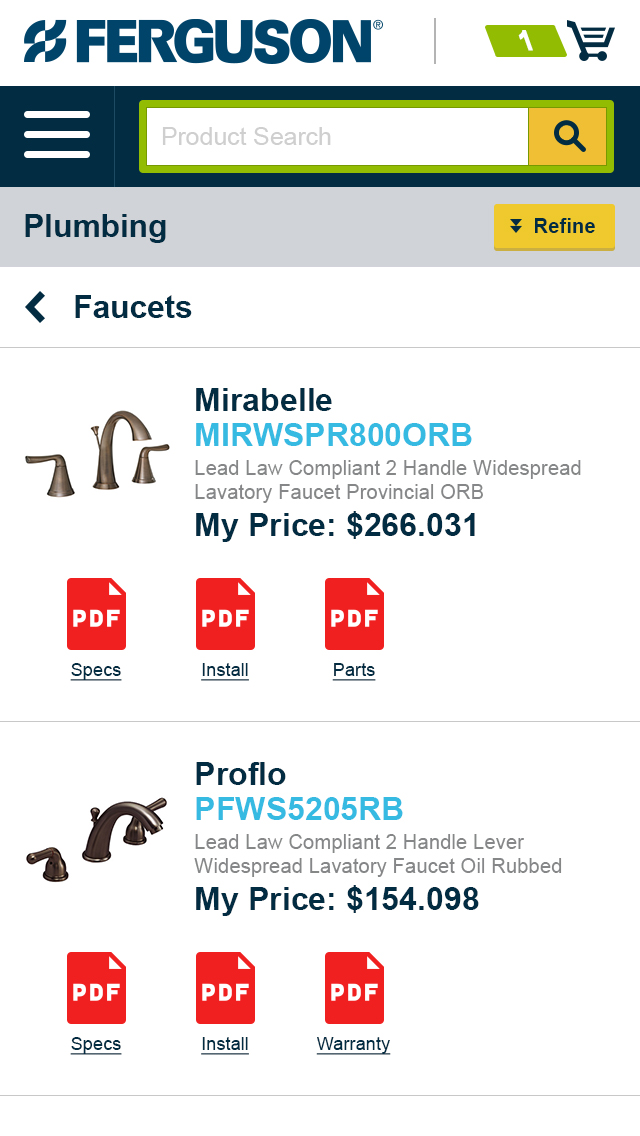 FERGUSON®
1
Product Search
Plumbing
Refine
Faucets
Mirabelle
MIRWSPR800ORB
Lead Law Compliant 2 Handle Widespread
Lavatory Faucet Provincial ORB
My Price: $266.031
PDF PDF PDF
Specs Install Parts
Proflo
PFWS5205RB
Lead Law Compliant 2 Handle Lever
Widespread Lavatory Faucet Oil Rubbed
My Price: $154.098
PDF PDF PDF
Specs Install Warranty